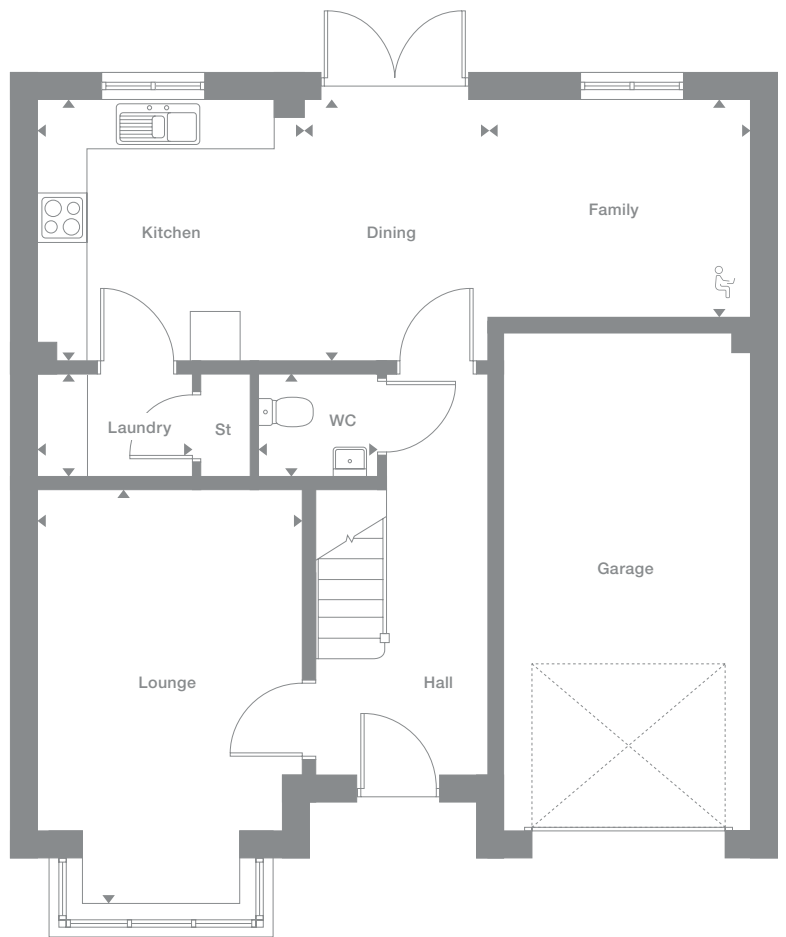 Family
Kitchen
Dining
Laundry
St
WC
Garage
Lounge
Hall